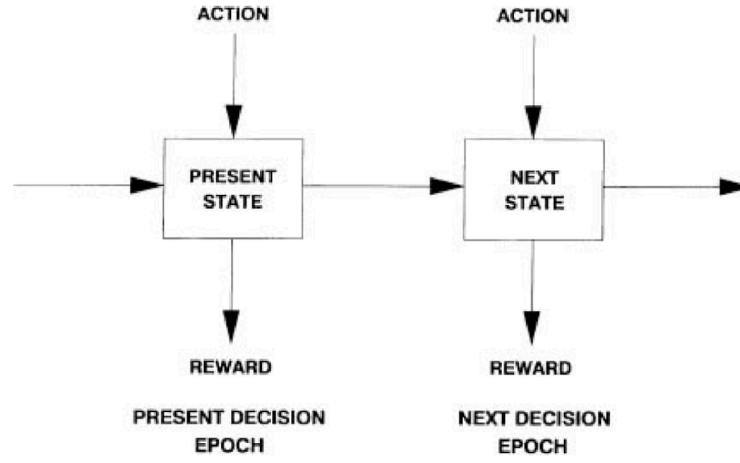 ACTION
ACTION
PRESENT
STATE
NEXT
STATE
REWARD
REWARD
PRESENT DECISION
EPOCH
NEXT DECISION
EPOCH